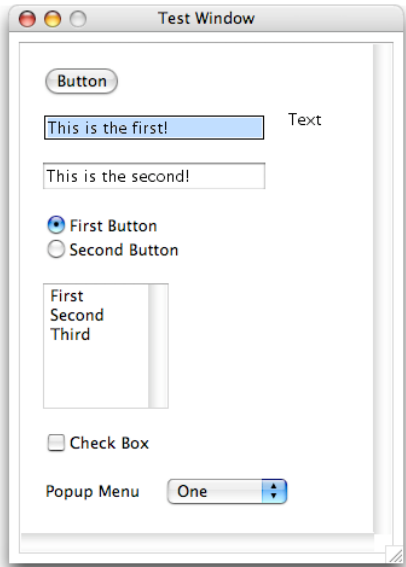 Test Window
Button
This is the first!
Text
This is the second!
First Button
Second Button
First
Second
Third
Check Box
Popup Menu One